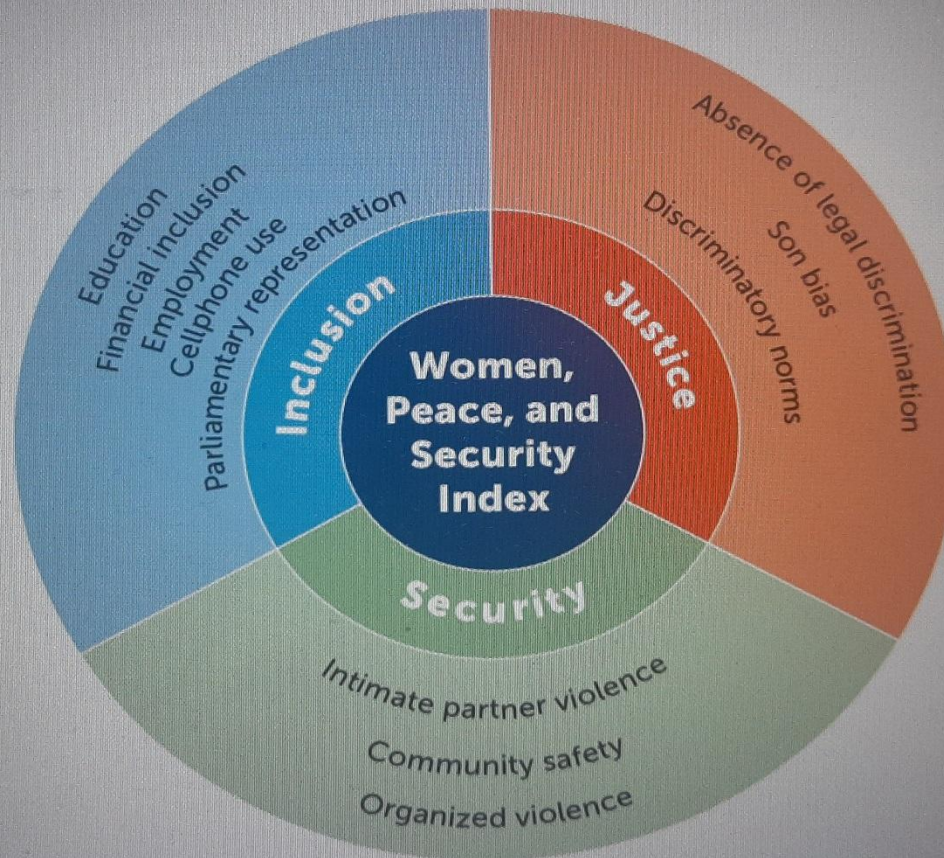 Women,
Peace, and
Security
Index
Inclusion
Education
Financial inclusion
Employment
Cellphone use
Parliamentary representation
Justice
Absence of legal discrimination
Son bias
Discriminatory norms
Security
Intimate partner violence
Community safety
Organized violence